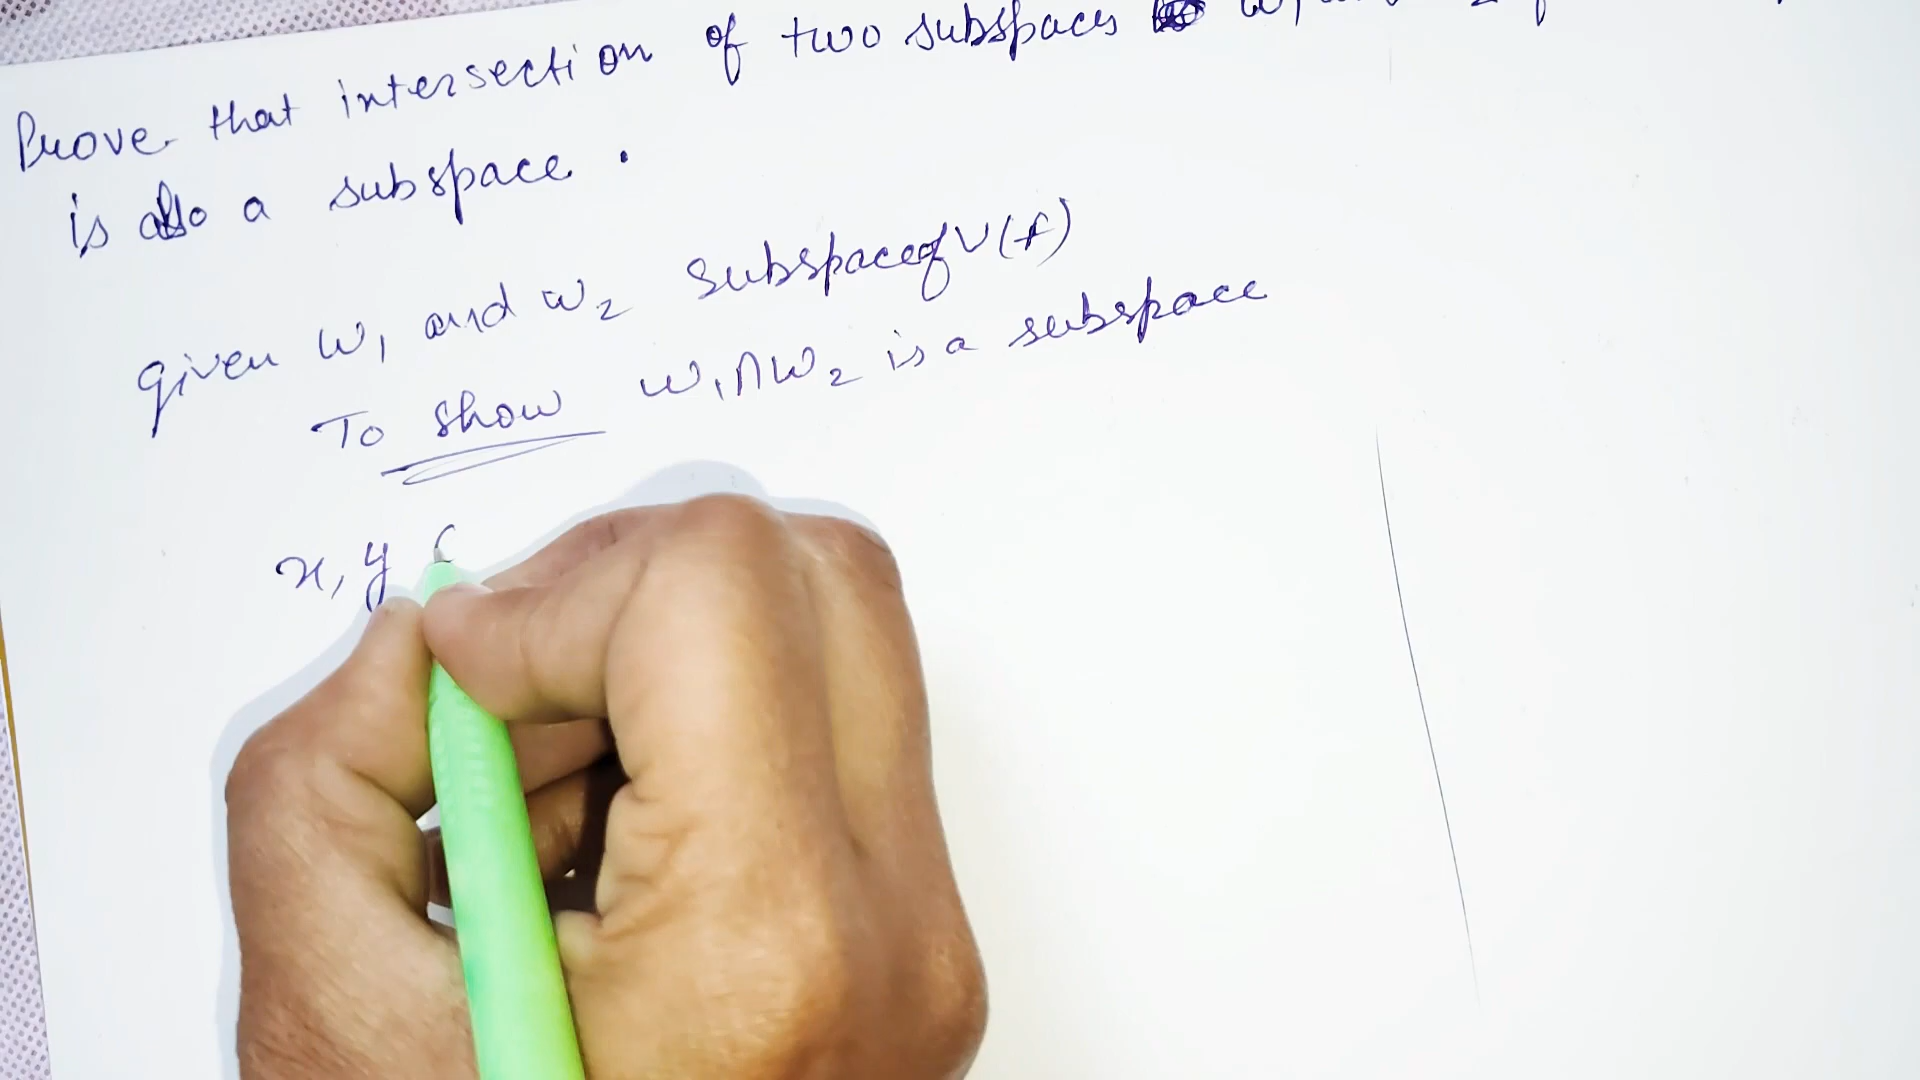 Prove that intersection of two subspaces
is also a subspace.
given W1 and W2 subspace of V(F)
To show W1∩W2 is a subspace
x, y